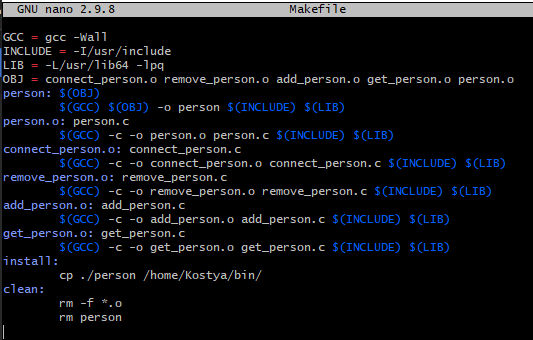 GNU nano 2.9.8 Makefile
GCC = gcc -Wall
INCLUDE = -I/usr/include
LIB = -L/usr/lib64 -lpq
OBJ = connect_person.o remove_person.o add_person.o get_person.o person.o
person: $(OBJ)
        $(GCC) $(OBJ) -o person $(INCLUDE) $(LIB)
person.o: person.c
        $(GCC) -c -o person.o person.c $(INCLUDE) $(LIB)
connect_person.o: connect_person.c
        $(GCC) -c -o connect_person.o connect_person.c $(INCLUDE) $(LIB)
remove_person.o: remove_person.c
        $(GCC) -c -o remove_person.o remove_person.c $(INCLUDE) $(LIB)
add_person.o: add_person.c
        $(GCC) -c -o add_person.o add_person.c $(INCLUDE) $(LIB)
get_person.o: get_person.c
        $(GCC) -c -o get_person.o get_person.c $(INCLUDE) $(LIB)
install:
        cp ./person /home/Kostya/bin/
clean:
        rm -f *.o
        rm person